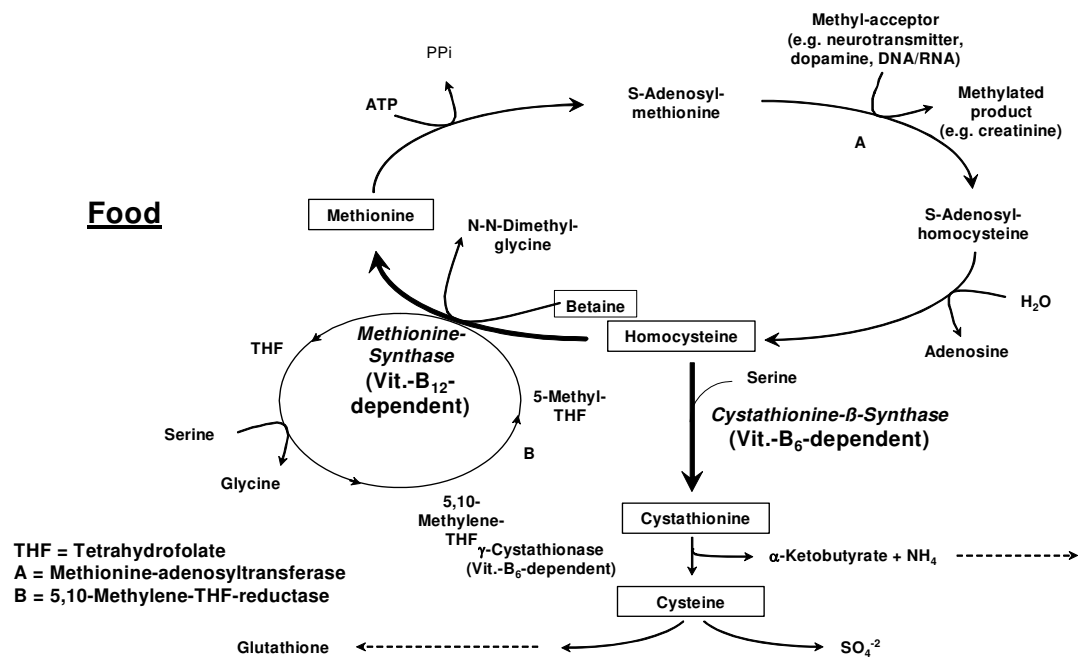 Methyl-acceptor
(e.g. neurotransmitter,
dopamine, DNA/RNA)
PPi
ATP
S-Adenosyl-
methionine
Methylated
product
(e.g. creatinine)
A
Food
Methionine
N-N-Dimethyl-
glycine
S-Adenosyl-
homocysteine
Betaine
H₂O
Homocysteine
Adenosine
THF
Methionine-
Synthase
(Vit.-B₁₂-
dependent)
5-Methyl-
THF
Serine
Cystathionine-ß-Synthase
(Vit.-B₆-dependent)
Serine
B
Glycine
5,10-
Methylene-
THF
Cystathionine
γ-Cystathionase
(Vit.-B₆-dependent)
α-Ketobutyrate + NH₄
THF = Tetrahydrofolate
A = Methionine-adenosyltransferase
B = 5,10-Methylene-THF-reductase
Cysteine
Glutathione
SO₄⁻²